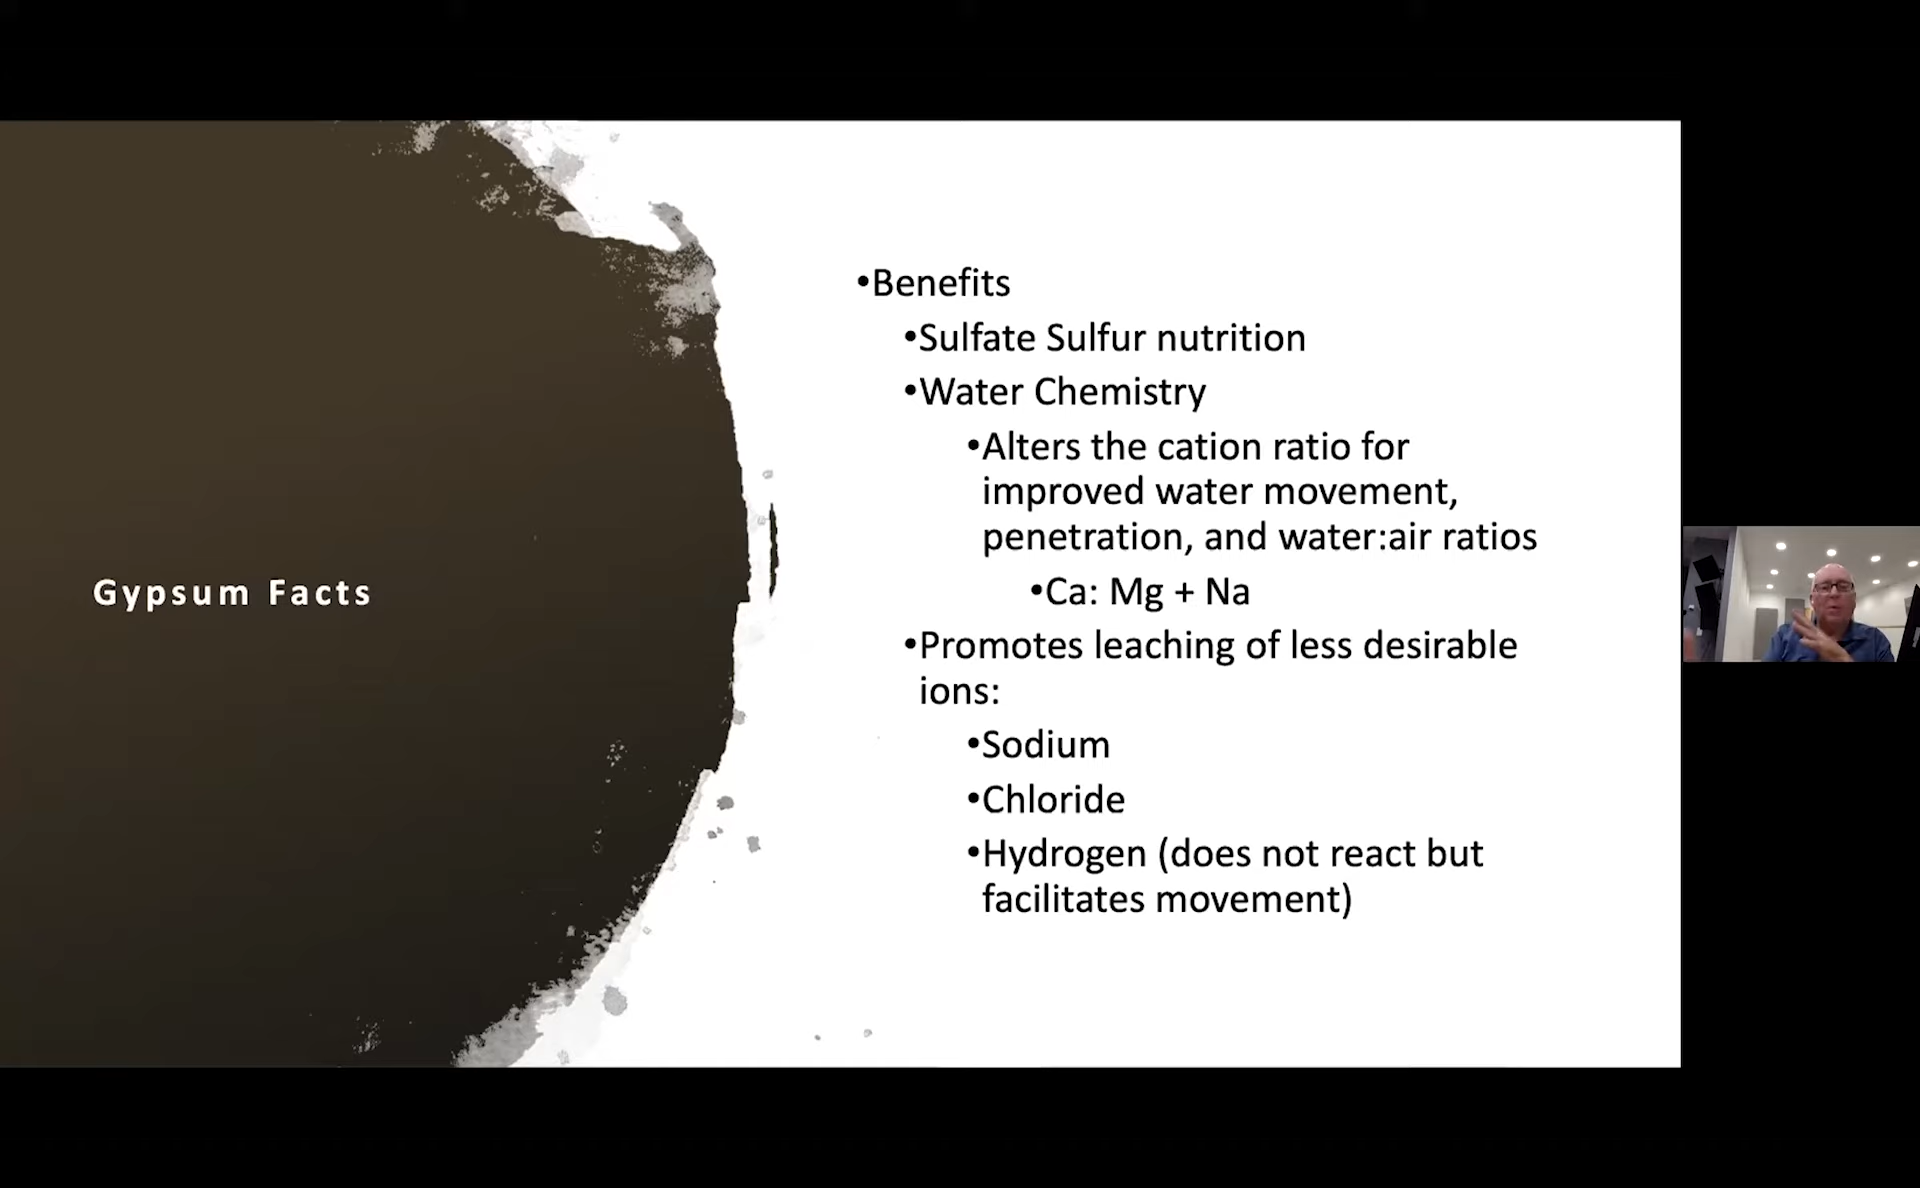 Gypsum Facts
•Benefits
•Sulfate Sulfur nutrition
•Water Chemistry
•Alters the cation ratio for
improved water movement,
penetration, and water:air ratios
•Ca: Mg + Na
•Promotes leaching of less desirable
ions:
•Sodium
•Chloride
•Hydrogen (does not react but
facilitates movement)